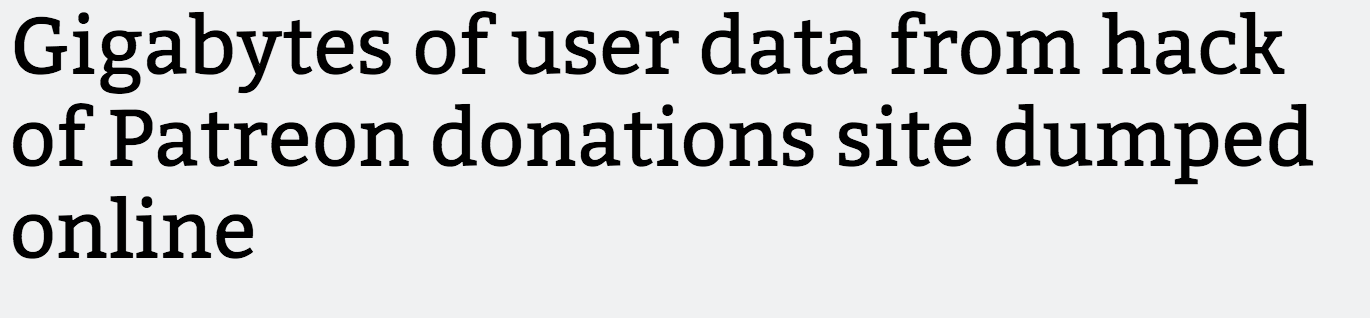 Gigabytes of user data from hack
of Patreon donations site dumped
online